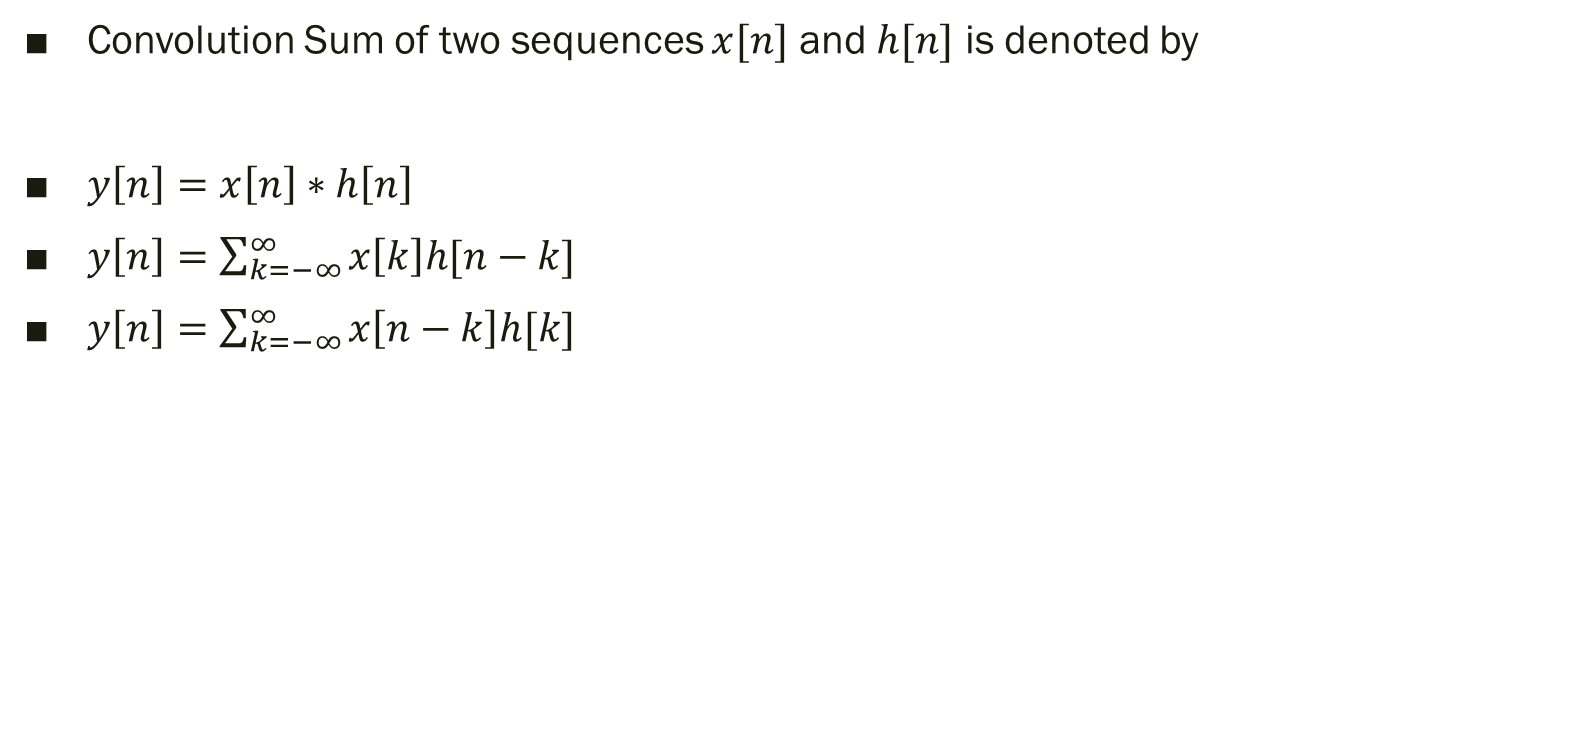 ■ Convolution Sum of two sequences x[n] and h[n] is denoted by
■ y[n] = x[n] ∗ h[n]
■ y[n] = ∑_{k=−∞}^{∞} x[k]h[n − k]
■ y[n] = ∑_{k=−∞}^{∞} x[n − k]h[k]